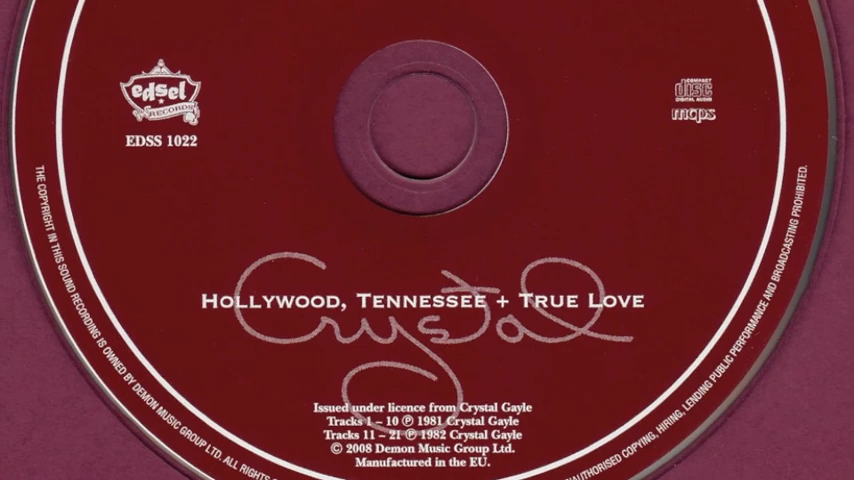 edsel
RECORDS
EDSS 1022
COMPACT
disc
DIGITAL AUDIO
mcps
HOLLYWOOD, TENNESSEE + TRUE LOVE
Crystal
Issued under licence from Crystal Gayle
Tracks 1 – 10 ℗ 1981 Crystal Gayle
Tracks 11 – 21 ℗ 1982 Crystal Gayle
© 2008 Demon Music Group Ltd.
Manufactured in the EU.
THE COPYRIGHT IN THIS SOUND RECORDING IS OWNED BY DEMON MUSIC GROUP LTD. ALL RIGHTS
AUTHORISED COPYING, HIRING, LENDING PUBLIC PERFORMANCE AND BROADCASTING PROHIBITED.